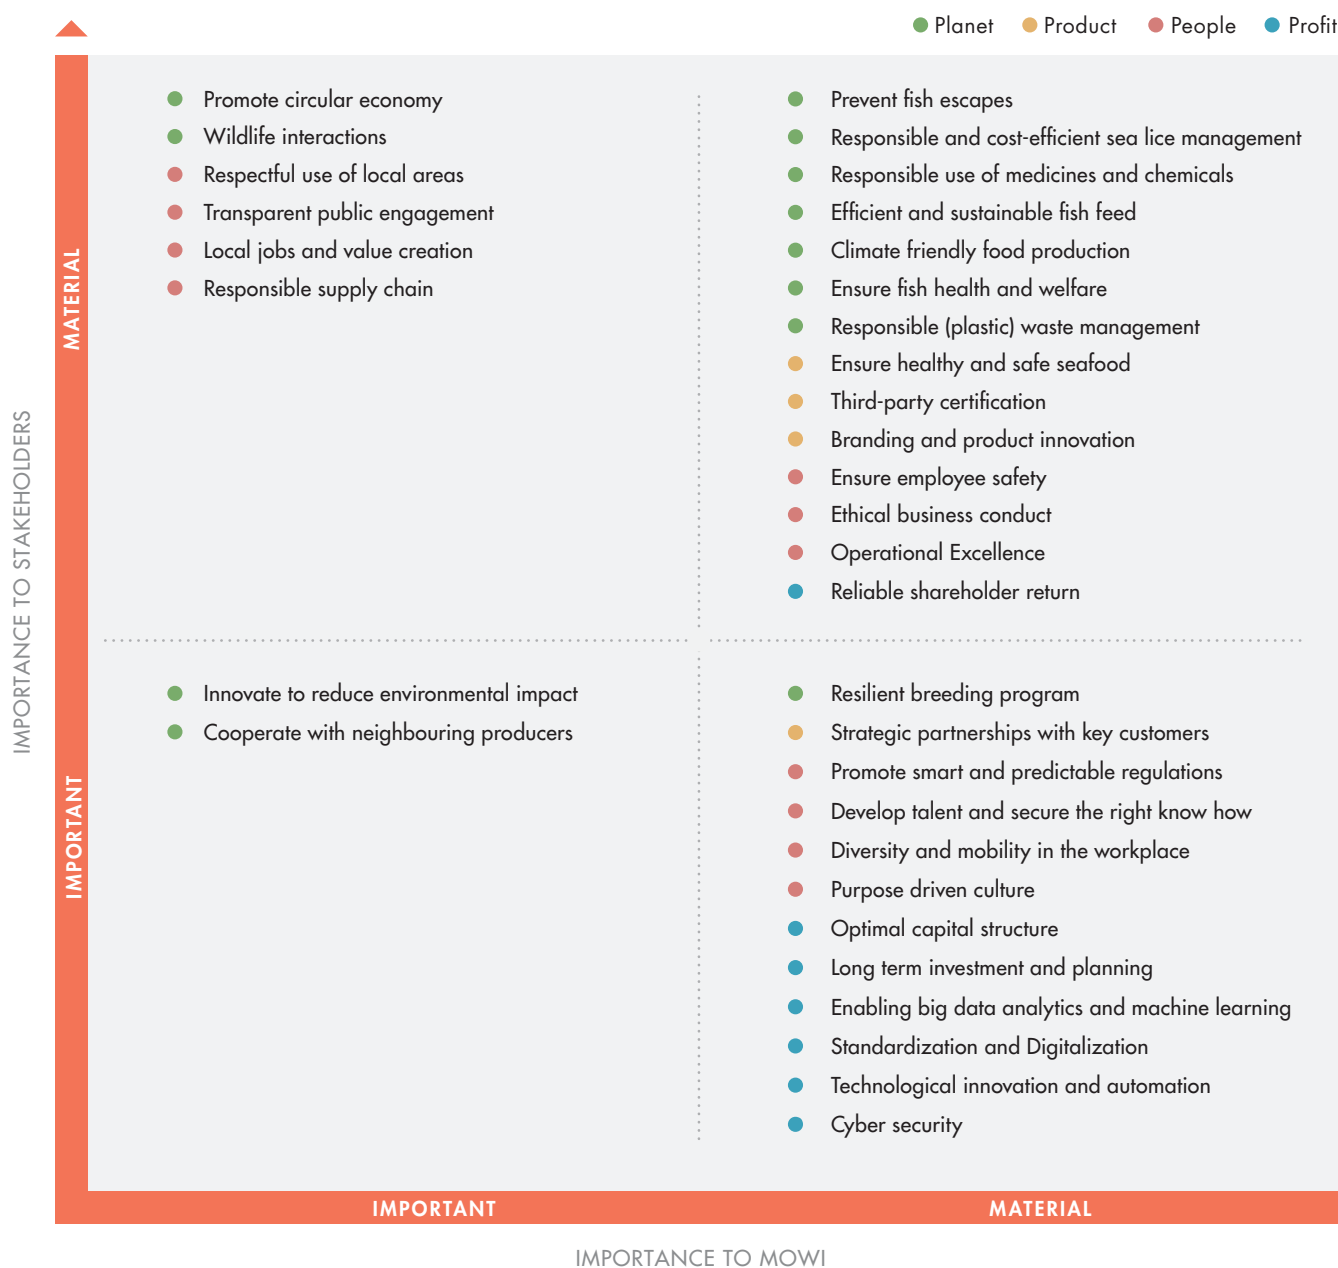 Planet Product People Profit
Promote circular economy
Wildlife interactions
Respectful use of local areas
Transparent public engagement
Local jobs and value creation
Responsible supply chain
Prevent fish escapes
Responsible and cost-efficient sea lice management
Responsible use of medicines and chemicals
Efficient and sustainable fish feed
Climate friendly food production
Ensure fish health and welfare
Responsible (plastic) waste management
Ensure healthy and safe seafood
Third-party certification
Branding and product innovation
Ensure employee safety
Ethical business conduct
Operational Excellence
Reliable shareholder return
MATERIAL
IMPORTANCE TO STAKEHOLDERS
IMPORTANT
Innovate to reduce environmental impact
Cooperate with neighbouring producers
Resilient breeding program
Strategic partnerships with key customers
Promote smart and predictable regulations
Develop talent and secure the right know how
Diversity and mobility in the workplace
Purpose driven culture
Optimal capital structure
Long term investment and planning
Enabling big data analytics and machine learning
Standardization and Digitalization
Technological innovation and automation
Cyber security
IMPORTANT
MATERIAL
IMPORTANCE TO MOWI